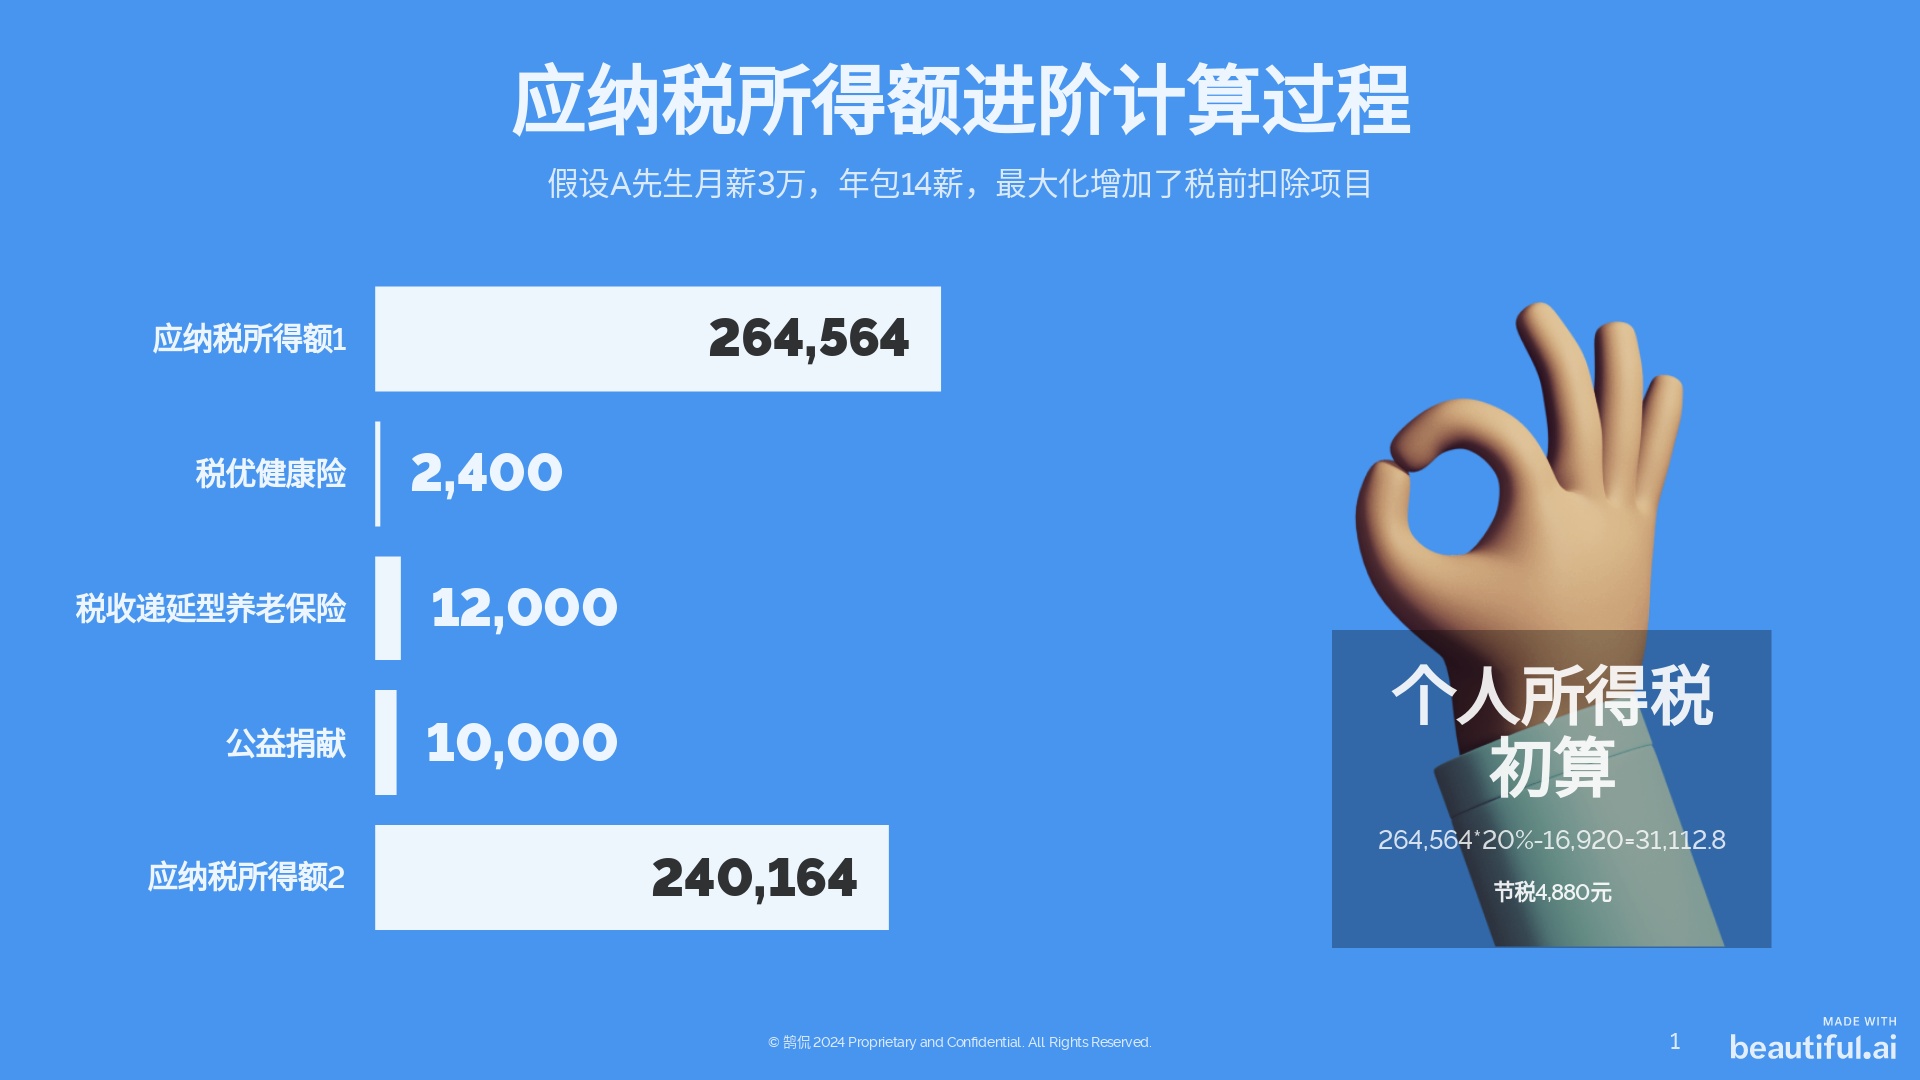 应纳税所得额进阶计算过程
假设A先生月薪3万，年包14薪，最大化增加了税前扣除项目
应纳税所得额1
264,564
税优健康险
2,400
税收递延型养老保险
12,000
公益捐献
10,000
应纳税所得额2
240,164
个人所得税
初算
264,564*20%-16,920=31,112.8
节税4,880元
© 鹄侃 2024 Proprietary and Confidential. All Rights Reserved.
1
MADE WITH
beautiful.ai